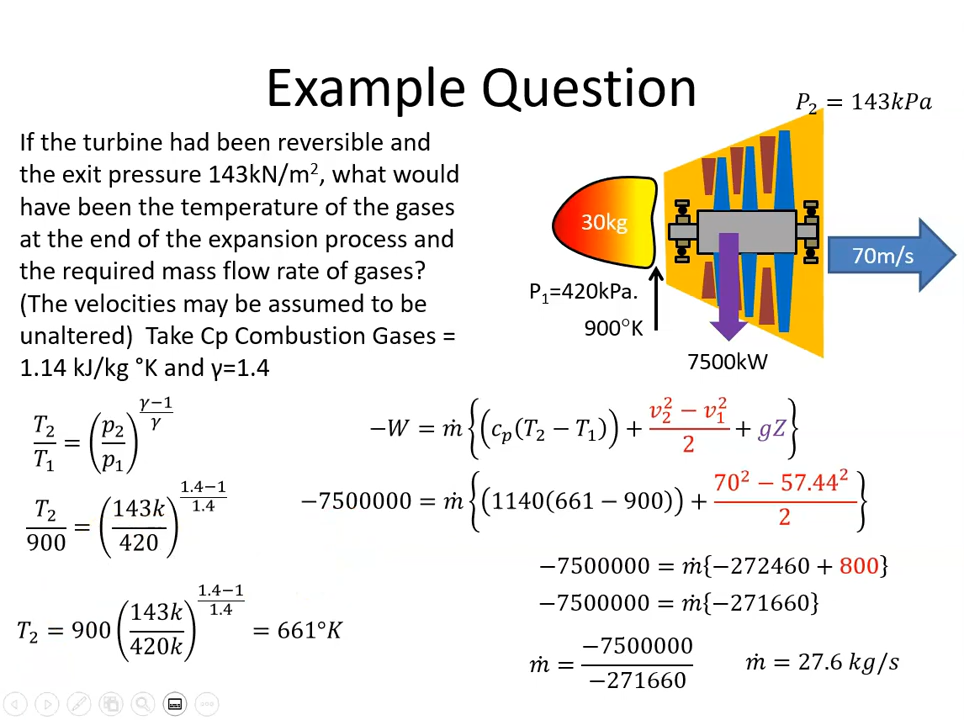 Example Question
P₂ = 143kPa
If the turbine had been reversible and
the exit pressure 143kN/m², what would
have been the temperature of the gases
at the end of the expansion process and
the required mass flow rate of gases?
(The velocities may be assumed to be
unaltered) Take Cp Combustion Gases =
1.14 kJ/kg °K and γ=1.4
30kg
70m/s
P₁=420kPa.
900°K
7500kW
T₂/T₁ = (p₂/p₁)^((γ−1)/γ)
T₂/900 = (143k/420)^((1.4−1)/1.4)
T₂ = 900 (143k/420k)^((1.4−1)/1.4) = 661°K
−W = ṁ{(cₚ(T₂ − T₁)) + (v₂² − v₁²)/2 + gZ}
−7500000 = ṁ{(1140(661 − 900)) + (70² − 57.44²)/2}
−7500000 = ṁ{−272460 + 800}
−7500000 = ṁ{−271660}
ṁ = −7500000/−271660
ṁ = 27.6 kg/s